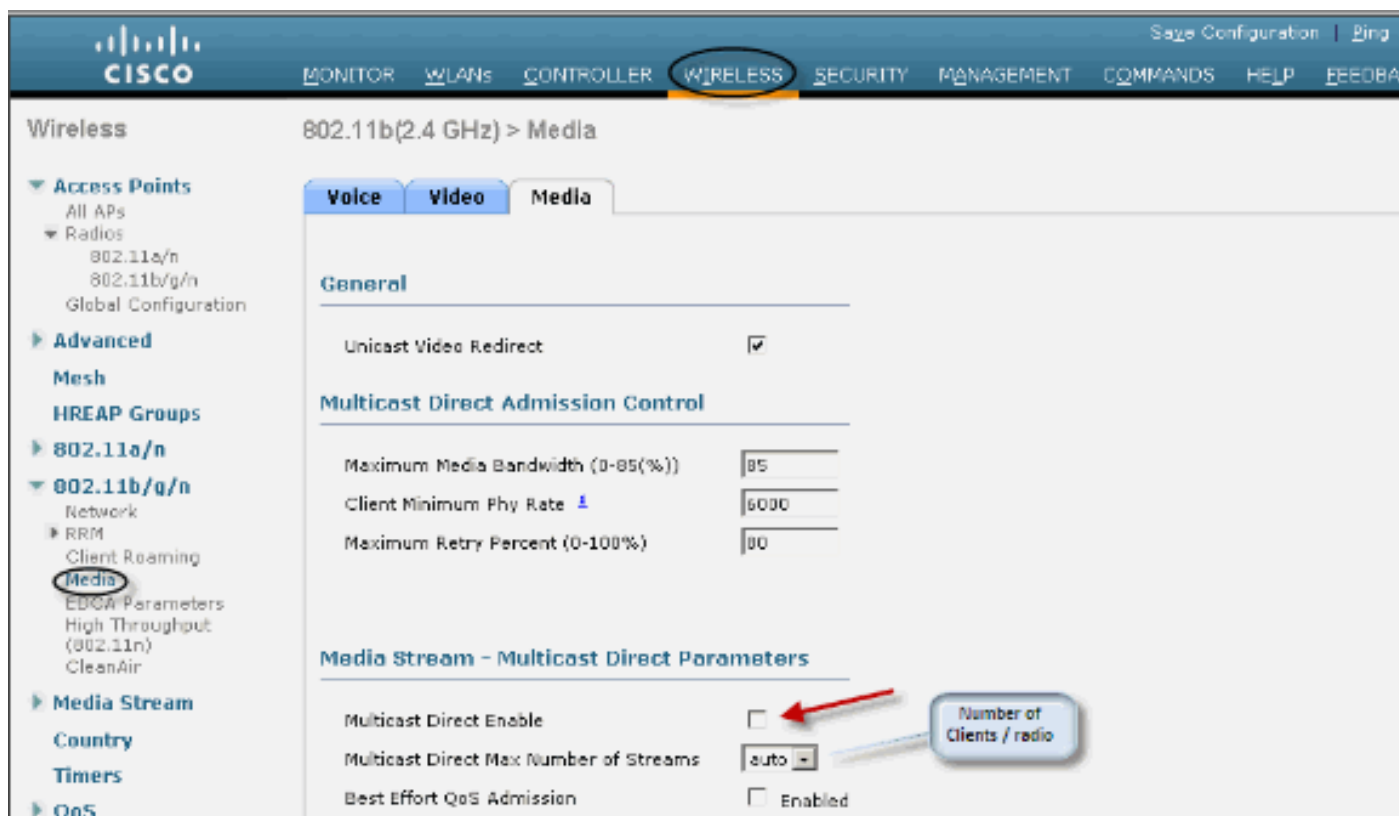 Save Configuration | Ping
CISCO
MONITOR WLANs CONTROLLER WIRELESS SECURITY MANAGEMENT COMMANDS HELP FEEDBA
Wireless
Access Points
All APs
Radios
802.11a/n
802.11b/g/n
Global Configuration
Advanced
Mesh
HREAP Groups
802.11a/n
802.11b/g/n
Network
RRM
Client Roaming
Media
EDCA Parameters
High Throughput
(802.11n)
CleanAir
Media Stream
Country
Timers
QoS
802.11b(2.4 GHz) > Media
Voice Video Media
General
Unicast Video Redirect
Multicast Direct Admission Control
Maximum Media Bandwidth (0-85(%)) 85
Client Minimum Phy Rate 1 6000
Maximum Retry Percent (0-100%) 80
Media Stream - Multicast Direct Parameters
Multicast Direct Enable
Multicast Direct Max Number of Streams auto
Best Effort QoS Admission Enabled
Number of
Clients / radio